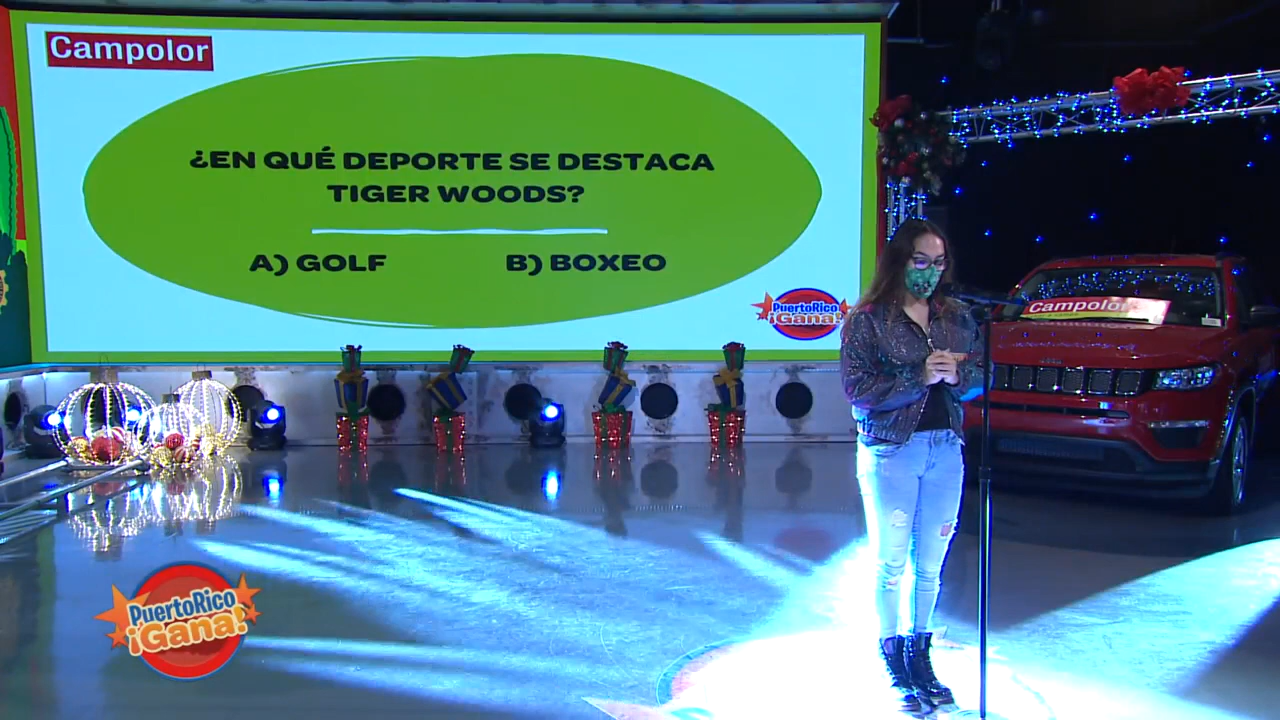 Campolor
¿EN QUÉ DEPORTE SE DESTACA
TIGER WOODS?
A) GOLF B) BOXEO
PuertoRico
¡Gana!
Campolor
PuertoRico
¡Gana!